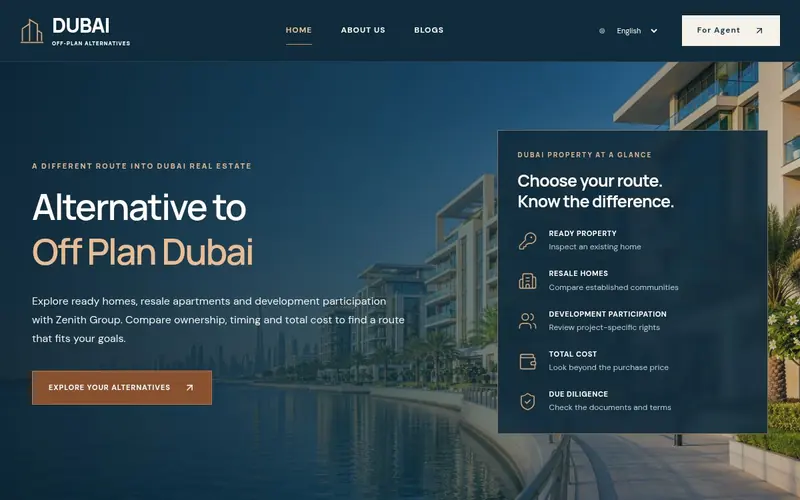 DUBAI
OFF-PLAN ALTERNATIVES
HOME
ABOUT US
BLOGS
English
For Agent
A DIFFERENT ROUTE INTO DUBAI REAL ESTATE
Alternative to
Off Plan Dubai
Explore ready homes, resale apartments and development participation
with Zenith Group. Compare ownership, timing and total cost to find a route
that fits your goals.
EXPLORE YOUR ALTERNATIVES
DUBAI PROPERTY AT A GLANCE
Choose your route.
Know the difference.
READY PROPERTY
Inspect an existing home
RESALE HOMES
Compare established communities
DEVELOPMENT PARTICIPATION
Review project-specific rights
TOTAL COST
Look beyond the purchase price
DUE DILIGENCE
Check the documents and terms